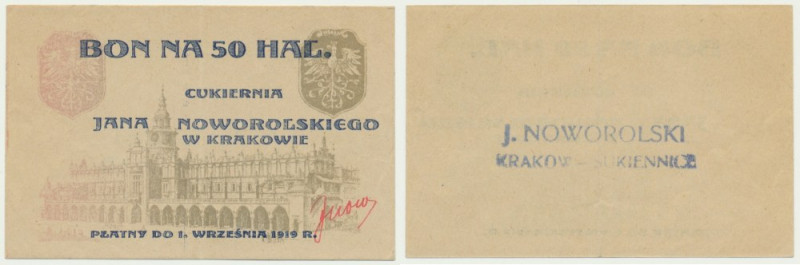 BON NA 50 HAL.
CUKIERNIA
JANA NOWOROLSKIEGO
W KRAKOWIE
PŁATNY DO 1. WRZEŚNIA 1919 R.
J. NOWOROLSKI
KRAKÓW - SUKIENNICE